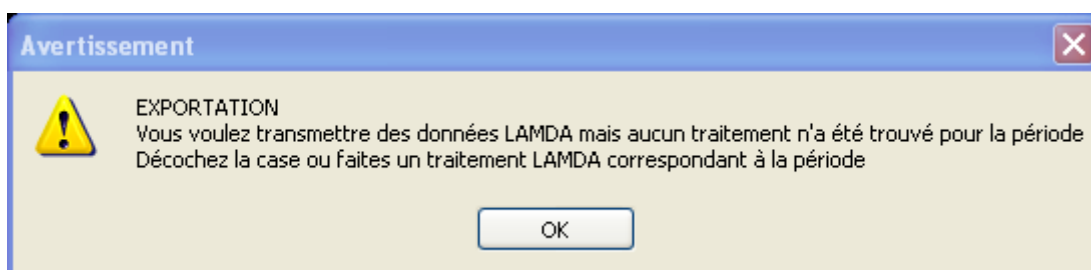 Avertissement
EXPORTATION
Vous voulez transmettre des données LAMDA mais aucun traitement n'a été trouvé pour la période
Décochez la case ou faites un traitement LAMDA correspondant à la période
OK